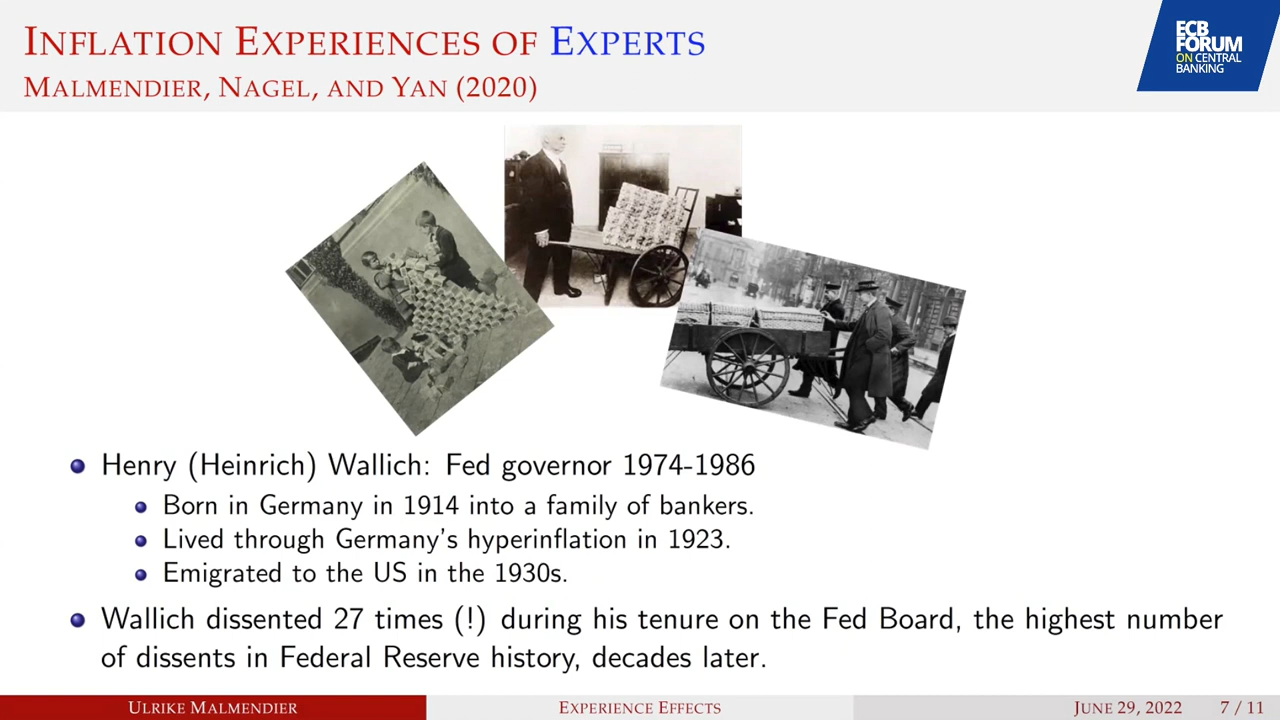 INFLATION EXPERIENCES OF EXPERTS
MALMENDIER, NAGEL, AND YAN (2020)
ECB
FORUM
ON CENTRAL
BANKING
Henry (Heinrich) Wallich: Fed governor 1974-1986
Born in Germany in 1914 into a family of bankers.
Lived through Germany's hyperinflation in 1923.
Emigrated to the US in the 1930s.
Wallich dissented 27 times (!) during his tenure on the Fed Board, the highest number
of dissents in Federal Reserve history, decades later.
ULRIKE MALMENDIER EXPERIENCE EFFECTS JUNE 29, 2022 7 / 11